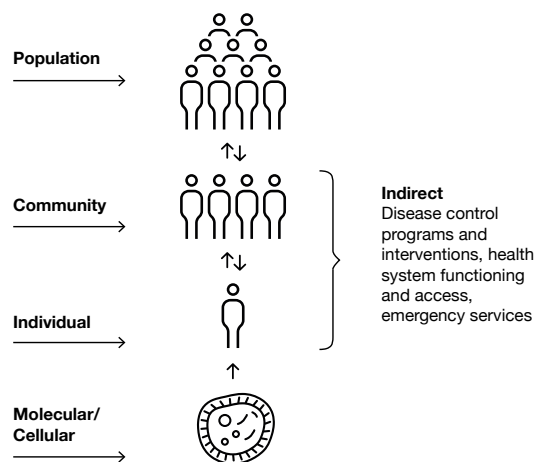 Population
Community
Individual
Molecular/
Cellular
Indirect
Disease control
programs and
interventions, health
system functioning
and access,
emergency services